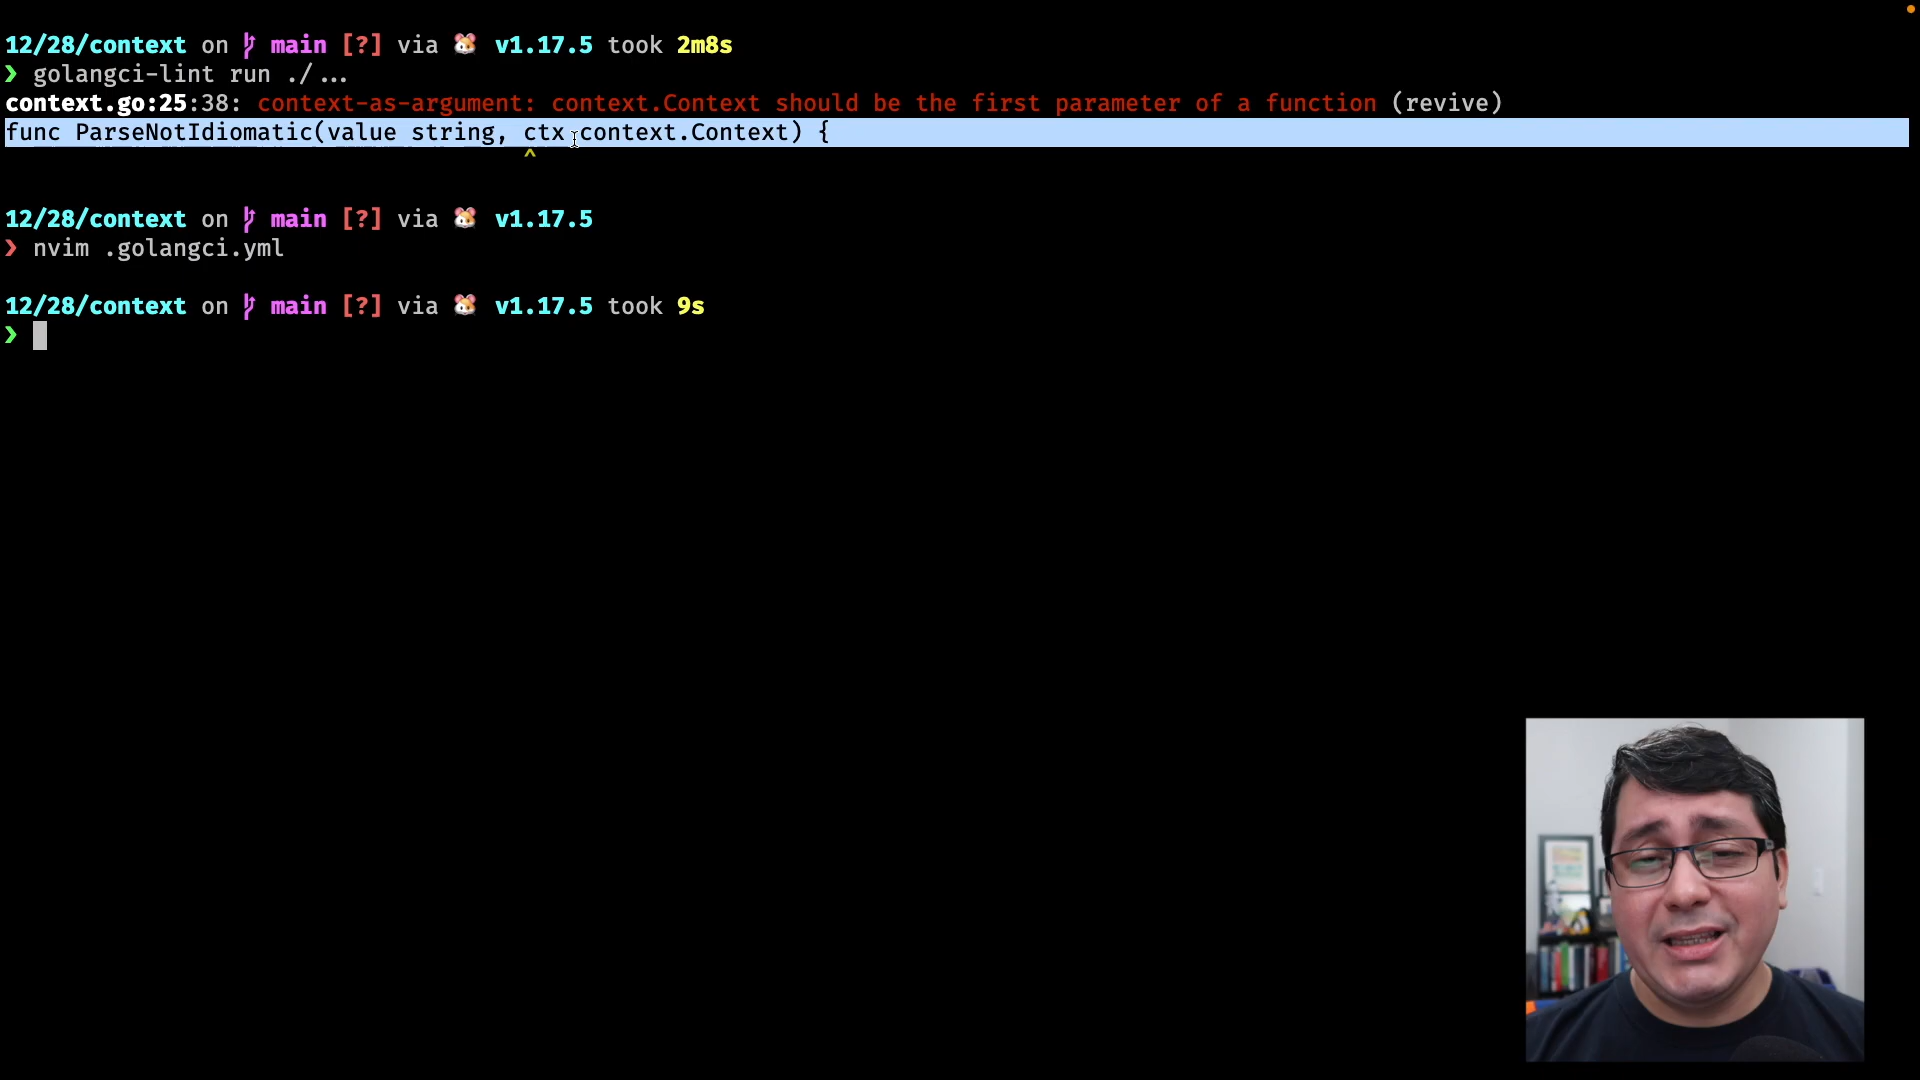 12/28/context on main [?] via 🐹 v1.17.5 took 2m8s
❯ golangci-lint run ./...
context.go:25:38: context-as-argument: context.Context should be the first parameter of a function (revive)
func ParseNotIdiomatic(value string, ctx context.Context) {
^
12/28/context on main [?] via 🐹 v1.17.5
❯ nvim .golangci.yml
12/28/context on main [?] via 🐹 v1.17.5 took 9s
❯